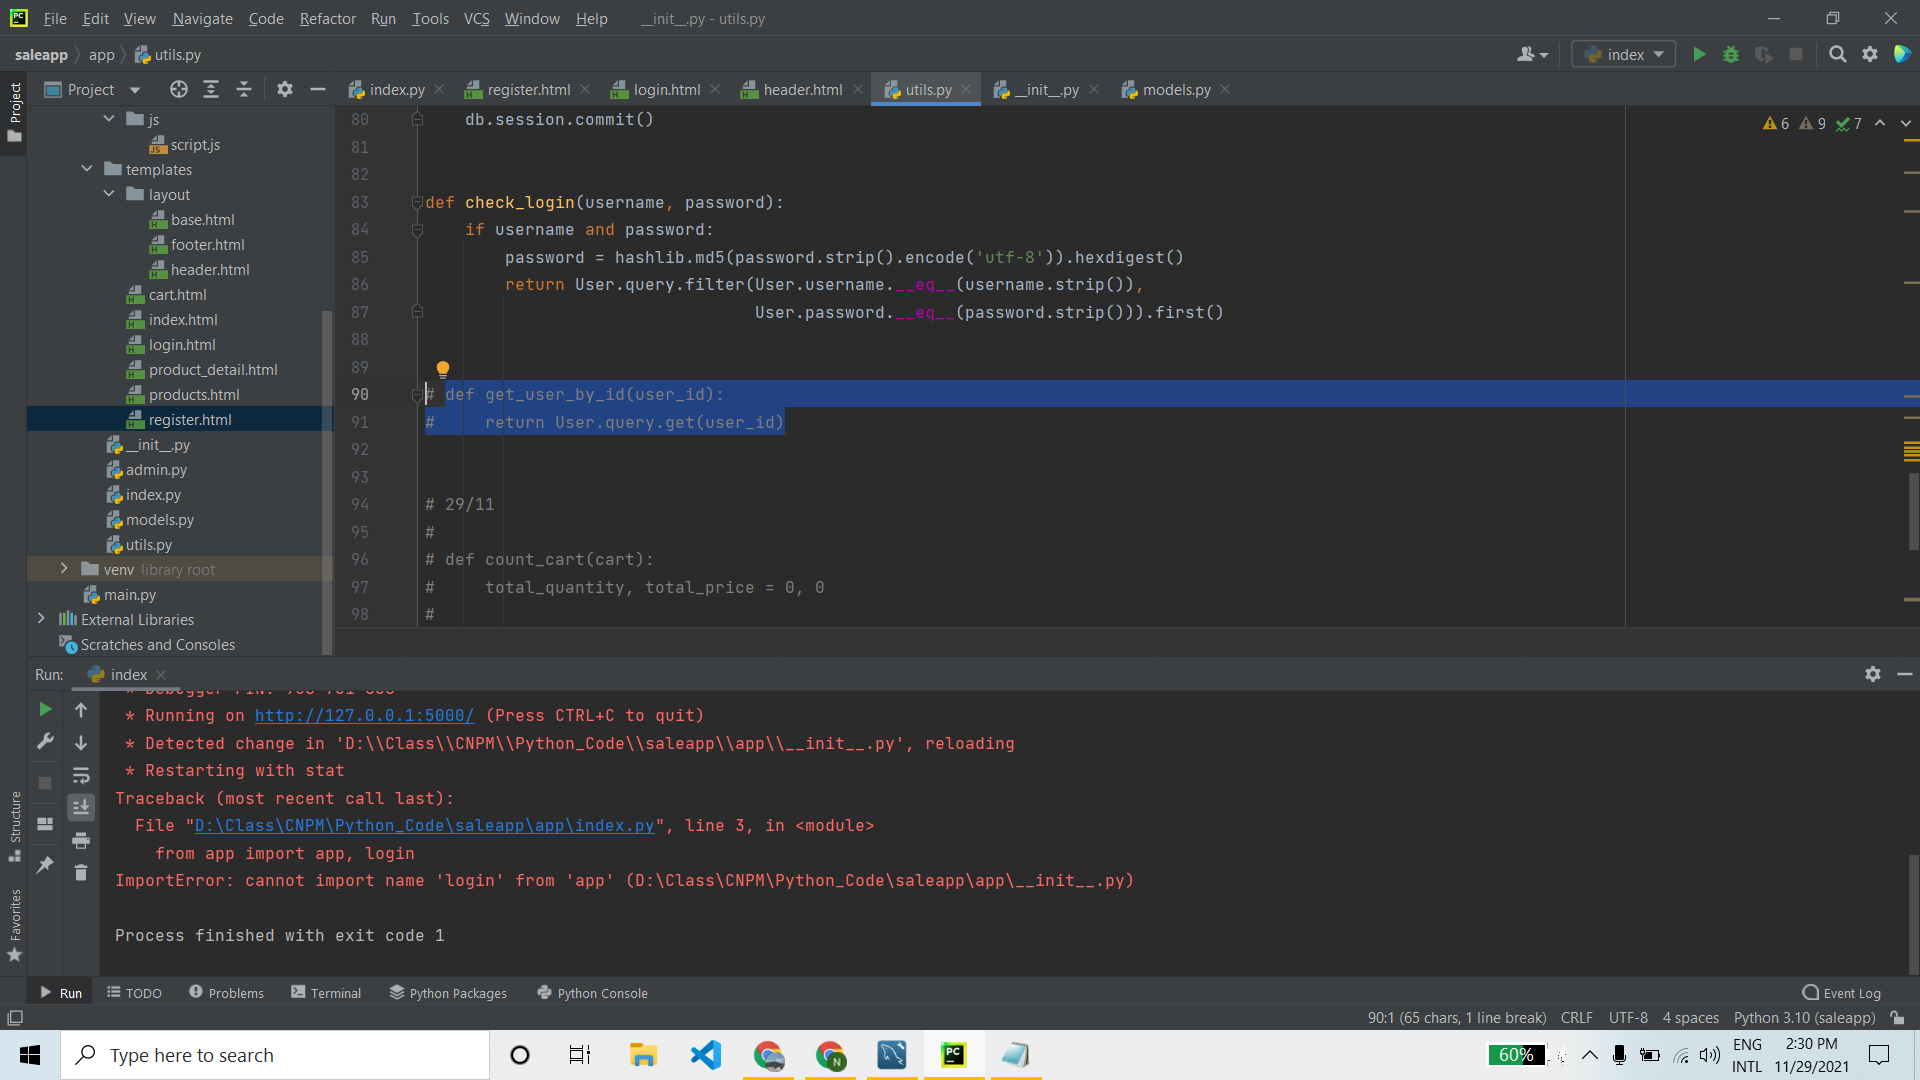 File Edit View Navigate Code Refactor Run Tools VCS Window Help __init__.py - utils.py
saleapp app utils.py
index
Project
Project
index.py register.html login.html header.html utils.py __init__.py models.py
js
script.js
templates
layout
base.html
footer.html
header.html
cart.html
index.html
login.html
product_detail.html
products.html
register.html
__init__.py
admin.py
index.py
models.py
utils.py
venv library root
main.py
External Libraries
Scratches and Consoles
6 9 7
80 db.session.commit()
81
82
83 def check_login(username, password):
84 if username and password:
85 password = hashlib.md5(password.strip().encode('utf-8')).hexdigest()
86 return User.query.filter(User.username.__eq__(username.strip()),
87 User.password.__eq__(password.strip())).first()
88
89
90 # def get_user_by_id(user_id):
91 # return User.query.get(user_id)
92
93
94 # 29/11
95 #
96 # def count_cart(cart):
97 # total_quantity, total_price = 0, 0
98 #
Run: index
* Running on http://127.0.0.1:5000/ (Press CTRL+C to quit)
* Detected change in 'D:\\Class\\CNPM\\Python_Code\\saleapp\\app\\__init__.py', reloading
* Restarting with stat
Traceback (most recent call last):
File "D:\Class\CNPM\Python_Code\saleapp\app\index.py", line 3, in <module>
from app import app, login
ImportError: cannot import name 'login' from 'app' (D:\Class\CNPM\Python_Code\saleapp\app\__init__.py)
Process finished with exit code 1
Structure
Favorites
Run TODO Problems Terminal Python Packages Python Console Event Log
90:1 (65 chars, 1 line break) CRLF UTF-8 4 spaces Python 3.10 (saleapp)
Type here to search
60%
ENG
INTL
2:30 PM
11/29/2021